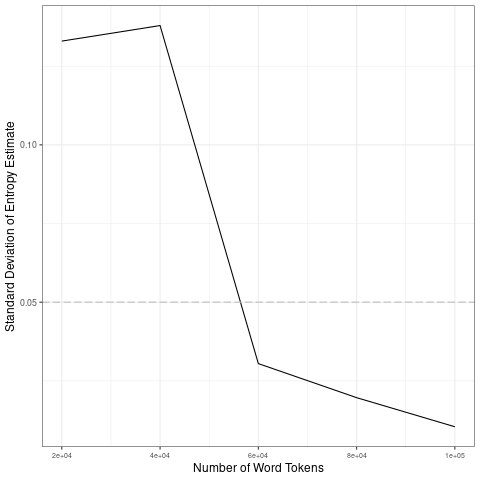 Standard Deviation of Entropy Estimate
0.10
0.05
2e+04 4e+04 6e+04 8e+04 1e+05
Number of Word Tokens